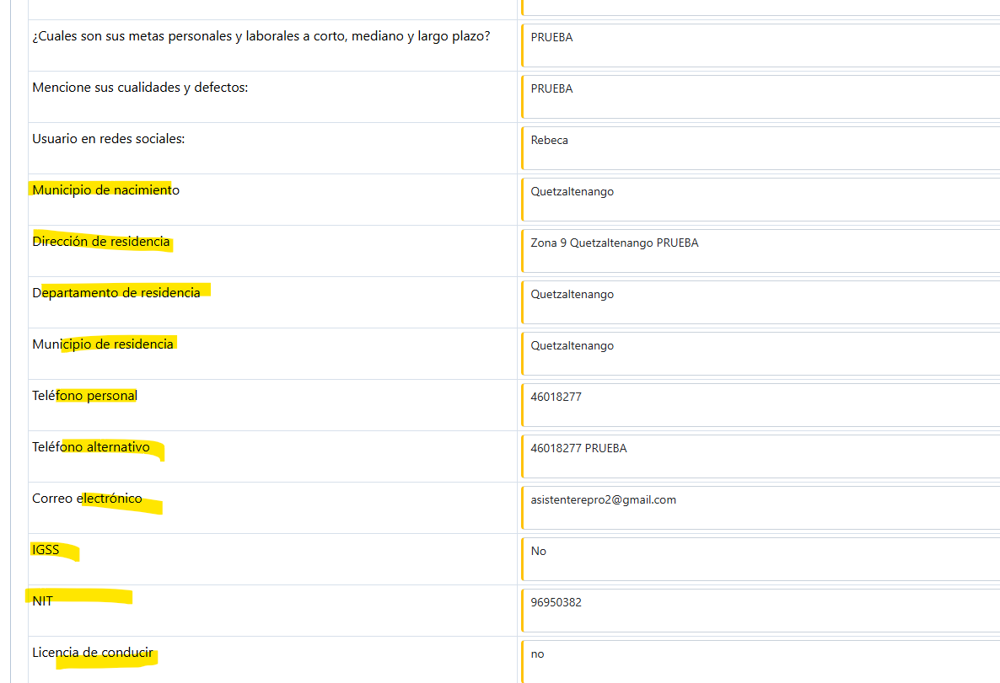 ¿Cuales son sus metas personales y laborales a corto, mediano y largo plazo? PRUEBA
Mencione sus cualidades y defectos: PRUEBA
Usuario en redes sociales: Rebeca
Municipio de nacimiento Quetzaltenango
Dirección de residencia Zona 9 Quetzaltenango PRUEBA
Departamento de residencia Quetzaltenango
Municipio de residencia Quetzaltenango
Teléfono personal 46018277
Teléfono alternativo 46018277 PRUEBA
Correo electrónico asistenterepro2@gmail.com
IGSS No
NIT 96950382
Licencia de conducir no